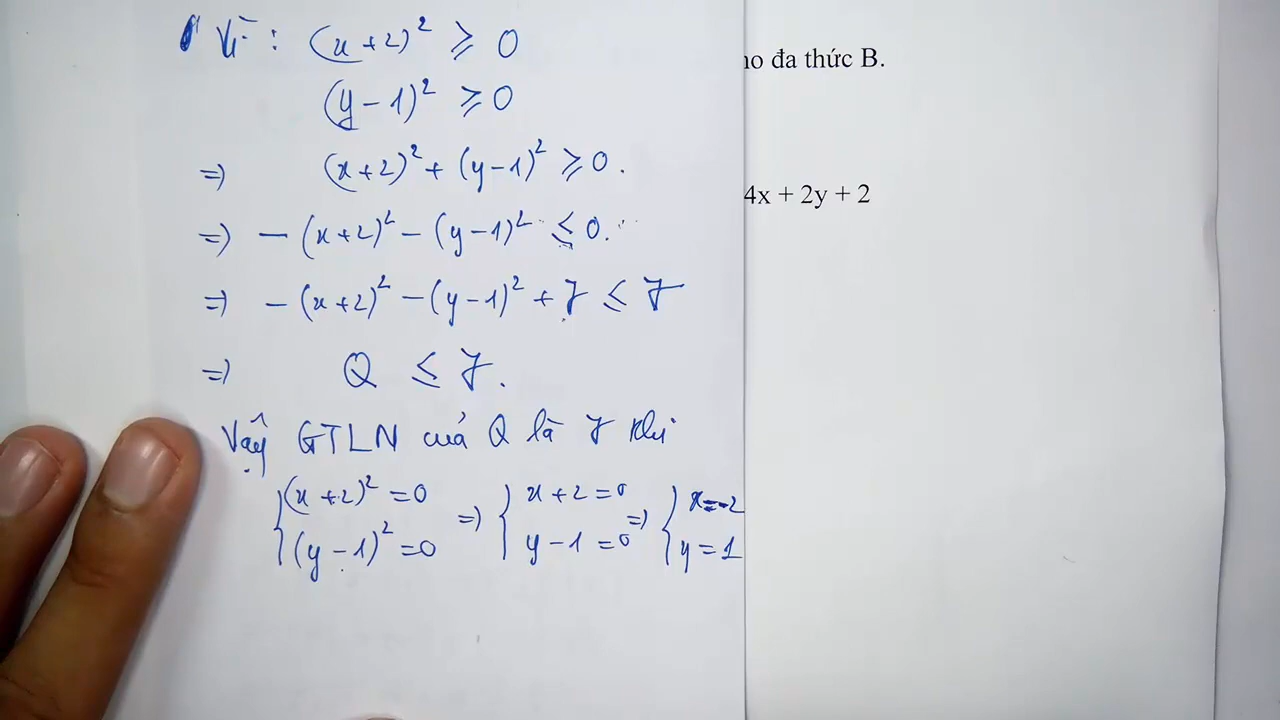 Vì : (x+2)² ⩾ 0
(y-1)² ⩾ 0
=> (x+2)² + (y-1)² ⩾ 0.
=> - (x+2)² - (y-1)² ≤ 0.
=> - (x+2)² - (y-1)² + 7 ≤ 7
=> Q ≤ 7.
Vậy GTLN của Q là 7 khi
{ (x+2)² = 0 => { x+2=0 => { x=-2
(y-1)² =0 y-1=0 y=1
ho đa thức B.
4x + 2y + 2